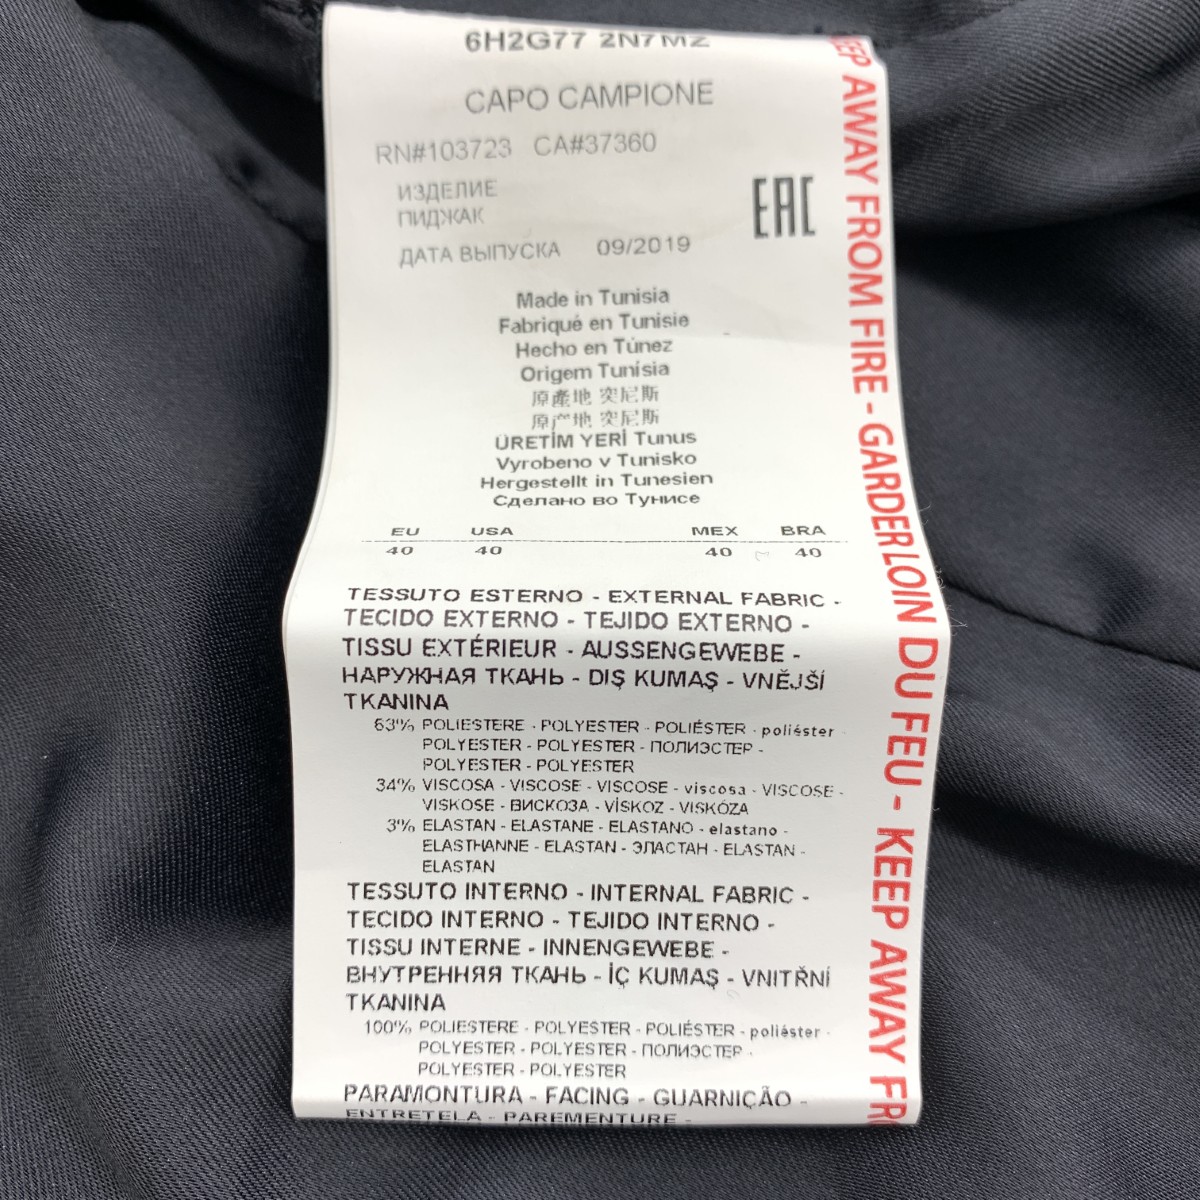 6H2G77 2N7MZ
CAPO CAMPIONE
RN#103723 CA#37360
ИЗДЕЛИЕ
ПИДЖАК
EAC
ДАТА ВЫПУСКА 09/2019
Made in Tunisia
Fabriqué en Tunisie
Hecho en Túnez
Origem Tunísia
原產地 突尼斯
原产地 突尼斯
ÜRETİM YERİ Tunus
Vyrobeno v Tunisko
Hergestellt in Tunesien
Сделано во Тунисе
EU USA MEX BRA
40 40 40 40
TESSUTO ESTERNO - EXTERNAL FABRIC -
TECIDO EXTERNO - TEJIDO EXTERNO -
TISSU EXTÉRIEUR - AUSSENGEWEBE -
НАРУЖНАЯ ТКАНЬ - DIŞ KUMAŞ - VNĚJŠÍ
TKANINA
63% POLIESTERE - POLYESTER - POLIÉSTER - poliéster -
POLYESTER - POLYESTER - ПОЛИЭСТЕР -
POLYESTER - POLYESTER
34% VISCOSA - VISCOSE - VISCOSE - viscosa - VISCOSE -
VISKOSE - ВИСКОЗА - VİSKOZ - VISKÓZA
3% ELASTAN - ELASTANE - ELASTANO - elastano -
ELASTHANNE - ELASTAN - ЭЛАСТАН - ELASTAN -
ELASTAN
TESSUTO INTERNO - INTERNAL FABRIC -
TECIDO INTERNO - TEJIDO INTERNO -
TISSU INTERNE - INNENGEWEBE -
ВНУТРЕННЯЯ ТКАНЬ - İÇ KUMAŞ - VNITŘNÍ
TKANINA
100% POLIESTERE - POLYESTER - POLIÉSTER - poliéster -
POLYESTER - POLYESTER - ПОЛИЭСТЕР -
POLYESTER - POLYESTER
PARAMONTURA - FACING - GUARNIÇÃO -
ENTRETELA - PAREMENTURE -
KEEP AWAY FROM FIRE - GARDER LOIN DU FEU - KEEP AWAY FRO